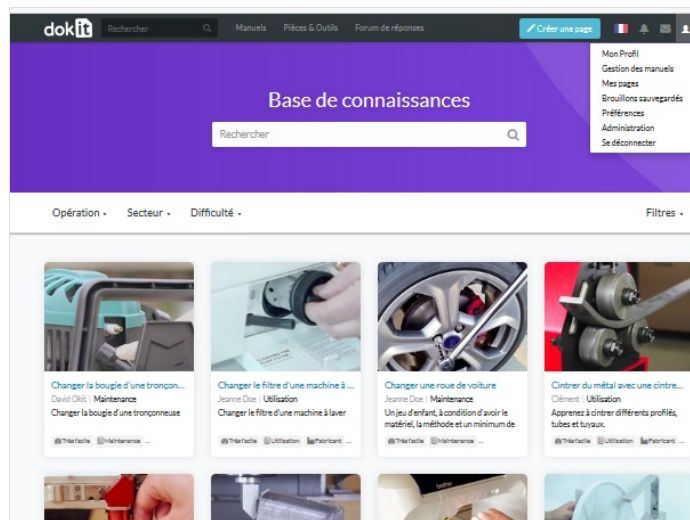 dokit Rechercher Manuels Pièces & Outils Forum de réponses Créer une page
Mon Profil
Gestion des manuels
Mes pages
Brouillons sauvegardés
Préférences
Administration
Se déconnecter
Base de connaissances
Rechercher
Opération Secteur Difficulté Filtres
Changer la bougie d'une tronçon...
David Okit | Maintenance
Changer la bougie d'une tronçonneuse
Très facile Maintenance ...
Changer le filtre d'une machine à ...
Jeanne Doe | Utilisation
Changer le filtre d'une machine à laver
Très facile Utilisation Fabricant ...
Changer une roue de voiture
Jeanne Doe | Maintenance
Un jeu d'enfant, à condition d'avoir le
matériel, la méthode et un minimum de
Très facile Maintenance ...
Cintrer du métal avec une cintre...
Clément | Utilisation
Apprenez à cintrer différents profilés,
tubes et tuyaux.
Très facile Utilisation Fabricant ...
brother